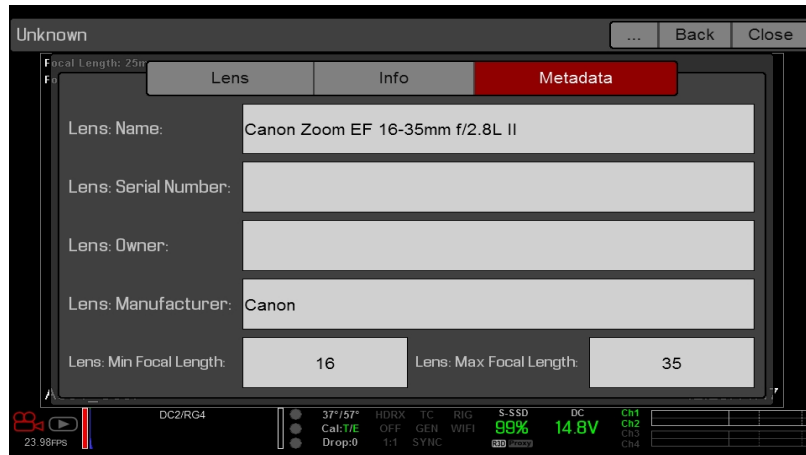 Unknown ... Back Close
Focal Length: 25m
Lens Info Metadata
Lens: Name: Canon Zoom EF 16-35mm f/2.8L II
Lens: Serial Number:
Lens: Owner:
Lens: Manufacturer: Canon
Lens: Min Focal Length: 16 Lens: Max Focal Length: 35
DC2/RG4 37°/57° HDRX TC RIG S-SSD DC Ch1
Cal:T/E OFF GEN WIFI 99% 14.8V Ch2
23.98FPS Drop:0 1:1 SYNC R3D Proxy Ch3
Ch4